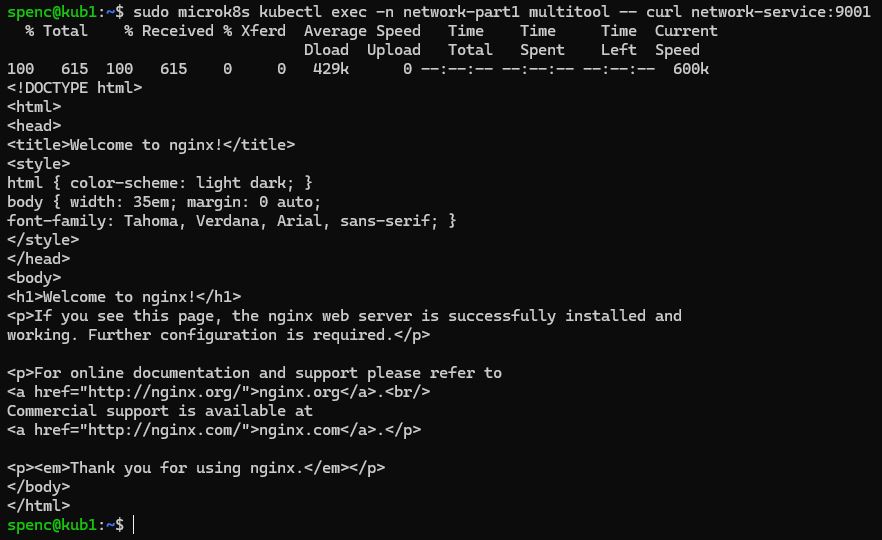 spenc@kub1:~$ sudo microk8s kubectl exec -n network-part1 multitool -- curl network-service:9001
  % Total    % Received % Xferd  Average Speed   Time    Time     Time  Current
                                 Dload  Upload   Total   Spent    Left  Speed
100   615  100   615    0     0   429k      0 --:--:-- --:--:-- --:--:--  600k
<!DOCTYPE html>
<html>
<head>
<title>Welcome to nginx!</title>
<style>
html { color-scheme: light dark; }
body { width: 35em; margin: 0 auto;
font-family: Tahoma, Verdana, Arial, sans-serif; }
</style>
</head>
<body>
<h1>Welcome to nginx!</h1>
<p>If you see this page, the nginx web server is successfully installed and
working. Further configuration is required.</p>

<p>For online documentation and support please refer to
<a href="http://nginx.org/">nginx.org</a>.<br/>
Commercial support is available at
<a href="http://nginx.com/">nginx.com</a>.</p>

<p><em>Thank you for using nginx.</em></p>
</body>
</html>
spenc@kub1:~$